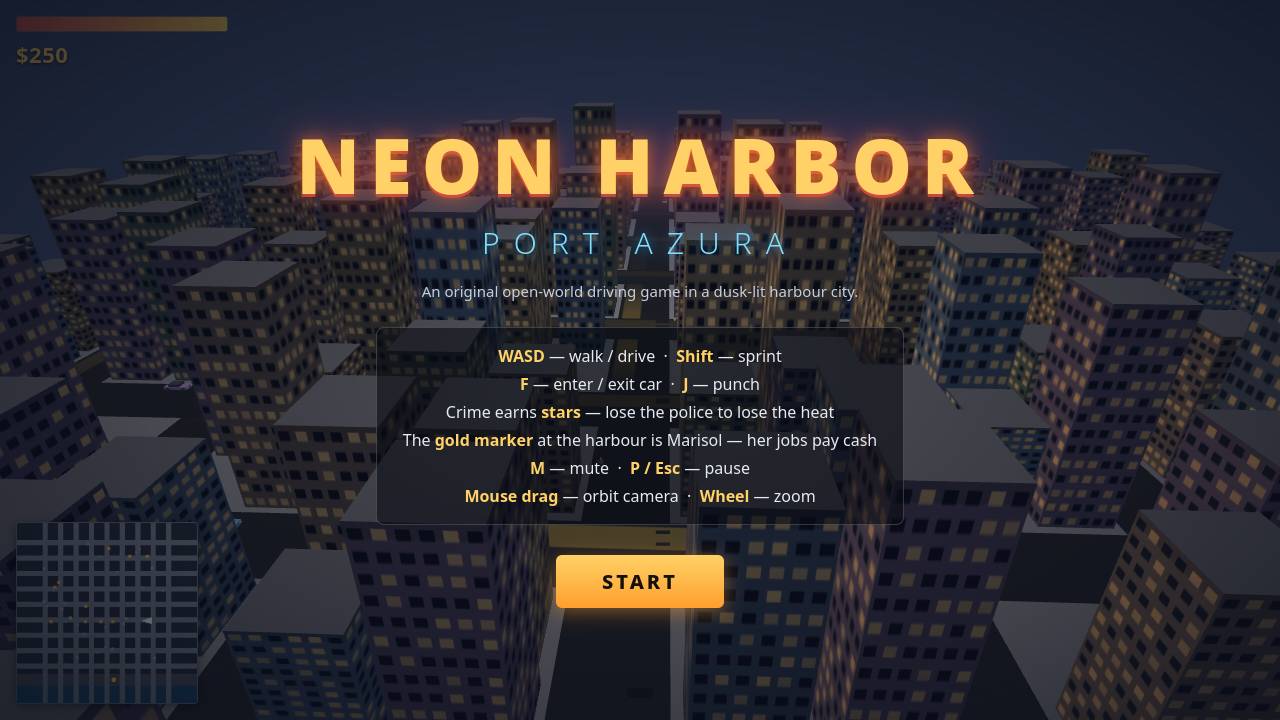 $250
NEON HARBOR
PORT AZURA
An original open-world driving game in a dusk-lit harbour city.
WASD — walk / drive · Shift — sprint
F — enter / exit car · J — punch
Crime earns stars — lose the police to lose the heat
The gold marker at the harbour is Marisol — her jobs pay cash
M — mute · P / Esc — pause
Mouse drag — orbit camera · Wheel — zoom
START